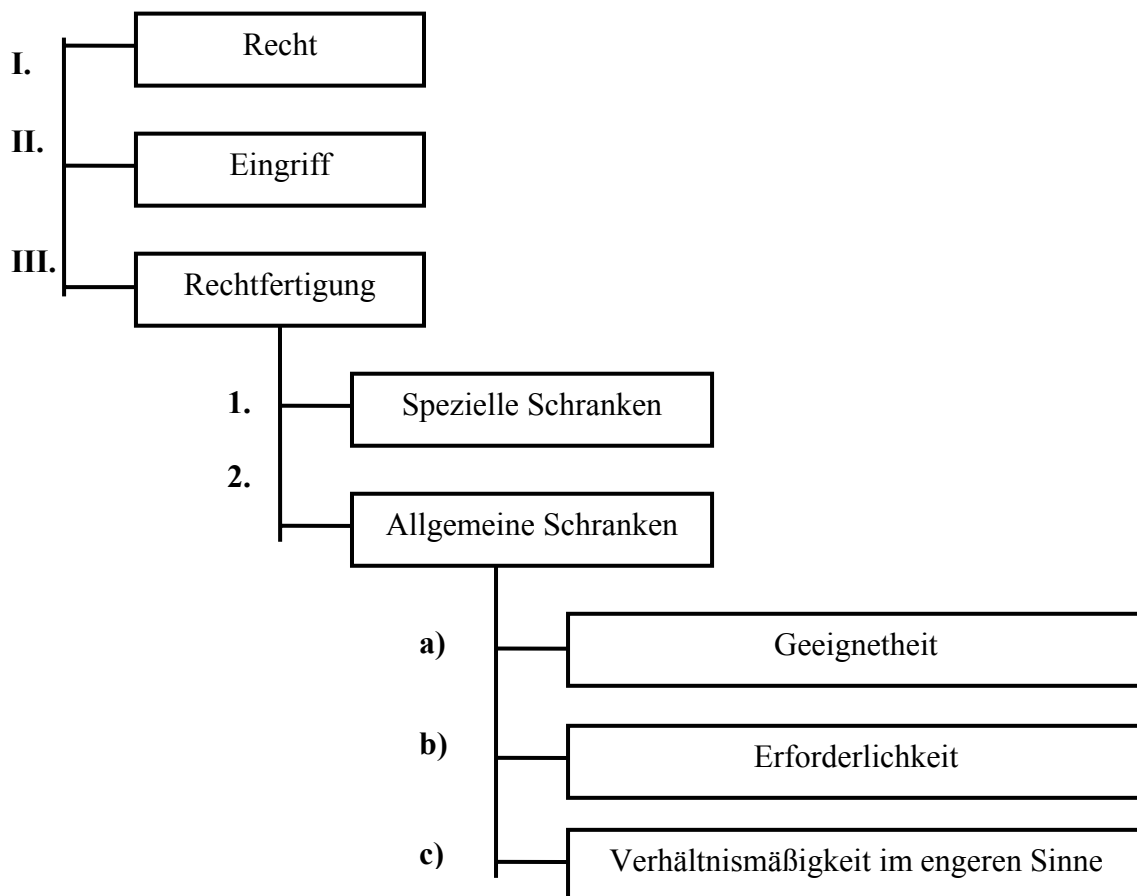 I. Recht
II. Eingriff
III. Rechtfertigung
1. Spezielle Schranken
2. Allgemeine Schranken
a) Geeignetheit
b) Erforderlichkeit
c) Verhältnismäßigkeit im engeren Sinne